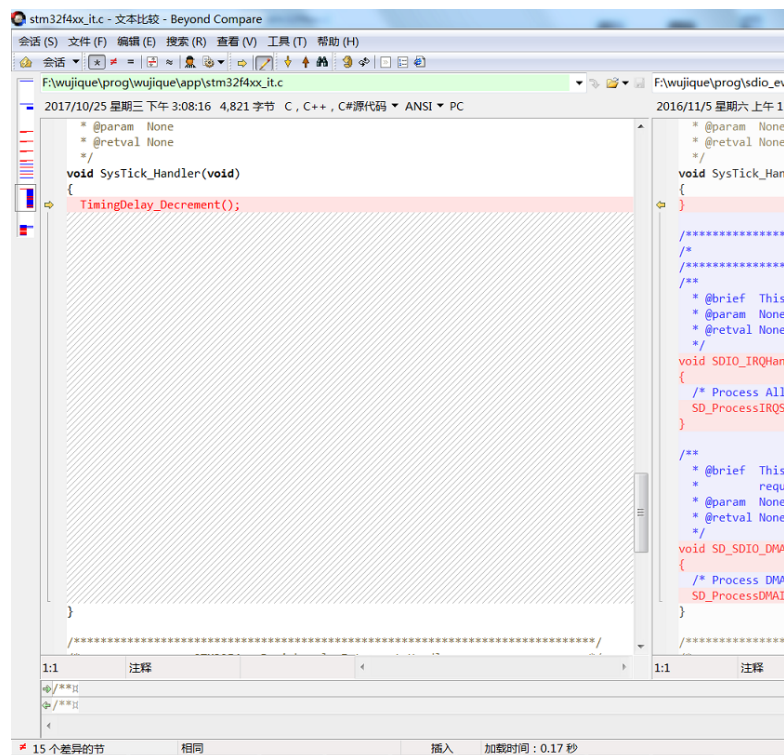 stm32f4xx_it.c - 文本比较 - Beyond Compare
会话(S) 文件(F) 编辑(E) 搜索(R) 查看(V) 工具(T) 帮助(H)
会话
F:\wujique\prog\wujique\app\stm32f4xx_it.c
F:\wujique\prog\sdio_ev
2017/10/25 星期三 下午 3:08:16 4,821 字节 C,C++,C#源代码 ANSI PC
2016/11/5 星期六 上午 1
* @param None
* @retval None
*/
void SysTick_Handler(void)
{
TimingDelay_Decrement();
}
/*****************************************************************************/
* @param None
* @retval None
*/
void SysTick_Han
{
}
/***************
/*
/***************
/**
* @brief This
* @param None
* @retval None
*/
void SDIO_IRQHan
{
/* Process All
SD_ProcessIRQS
}
/**
* @brief This
* requ
* @param None
* @retval None
*/
void SD_SDIO_DMA
{
/* Process DMA
SD_ProcessDMAI
}
/***************
1:1 注释
1:1 注释
/**¤
/**¤
15 个差异的节 相同 插入 加载时间:0.17 秒